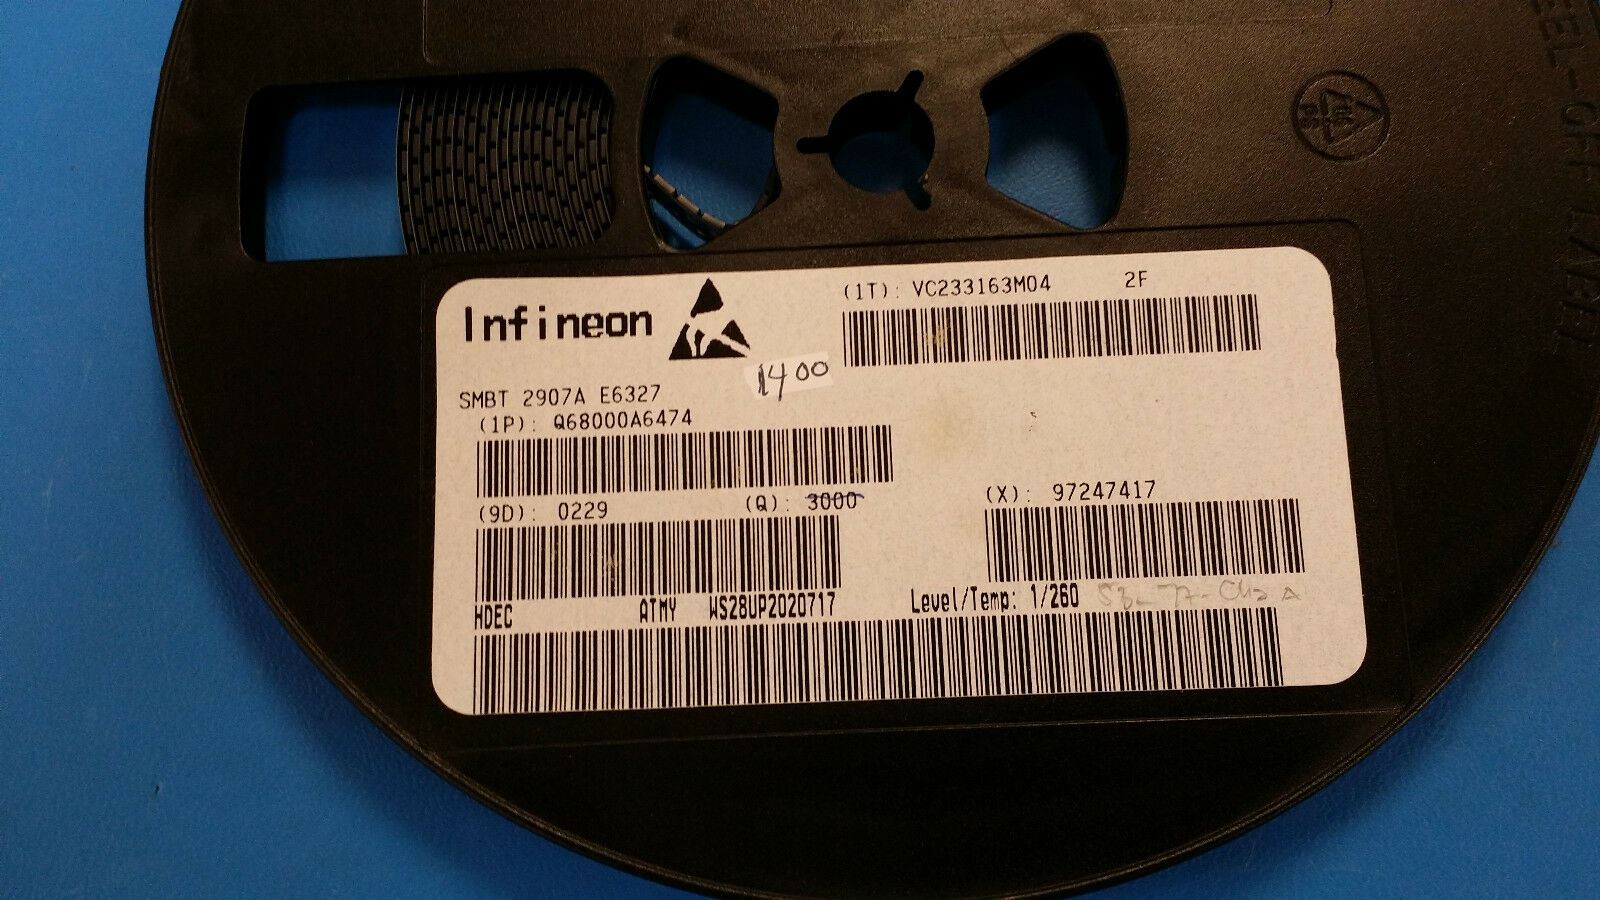 Infineon
(1T): VC233163M04 2F
1400
SMBT 2907A E6327
(1P): Q68000A6474
(9D): 0229 (Q): 3000 (X): 97247417
HDEC ATMY WS28UP2020717 Level/Temp: 1/260
PS